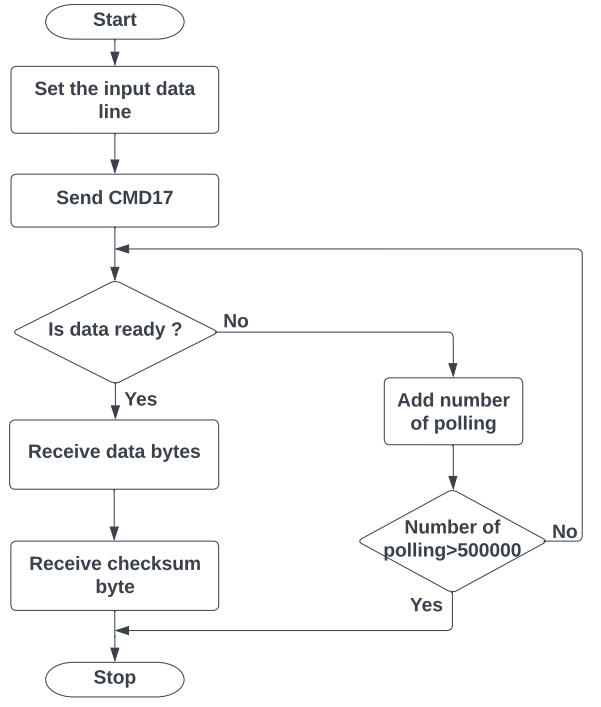 Start
Set the input data
line
Send CMD17
Is data ready ?
No
Yes
Add number
of polling
Receive data bytes
Number of
polling>500000
No
Receive checksum
byte
Yes
Stop